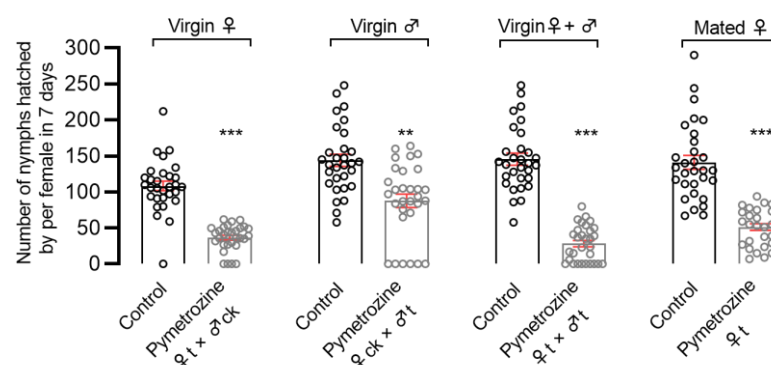 Virgin ♀ Virgin ♂ Virgin♀+ ♂ Mated ♀
Number of nymphs hatched
by per female in 7 days
300
250
200
150
100
50
0
*** ** *** ***
Control
Pymetrozine
♀t × ♂ck
Control
Pymetrozine
♀ck × ♂t
Control
Pymetrozine
♀t × ♂t
Control
Pymetrozine
♀t